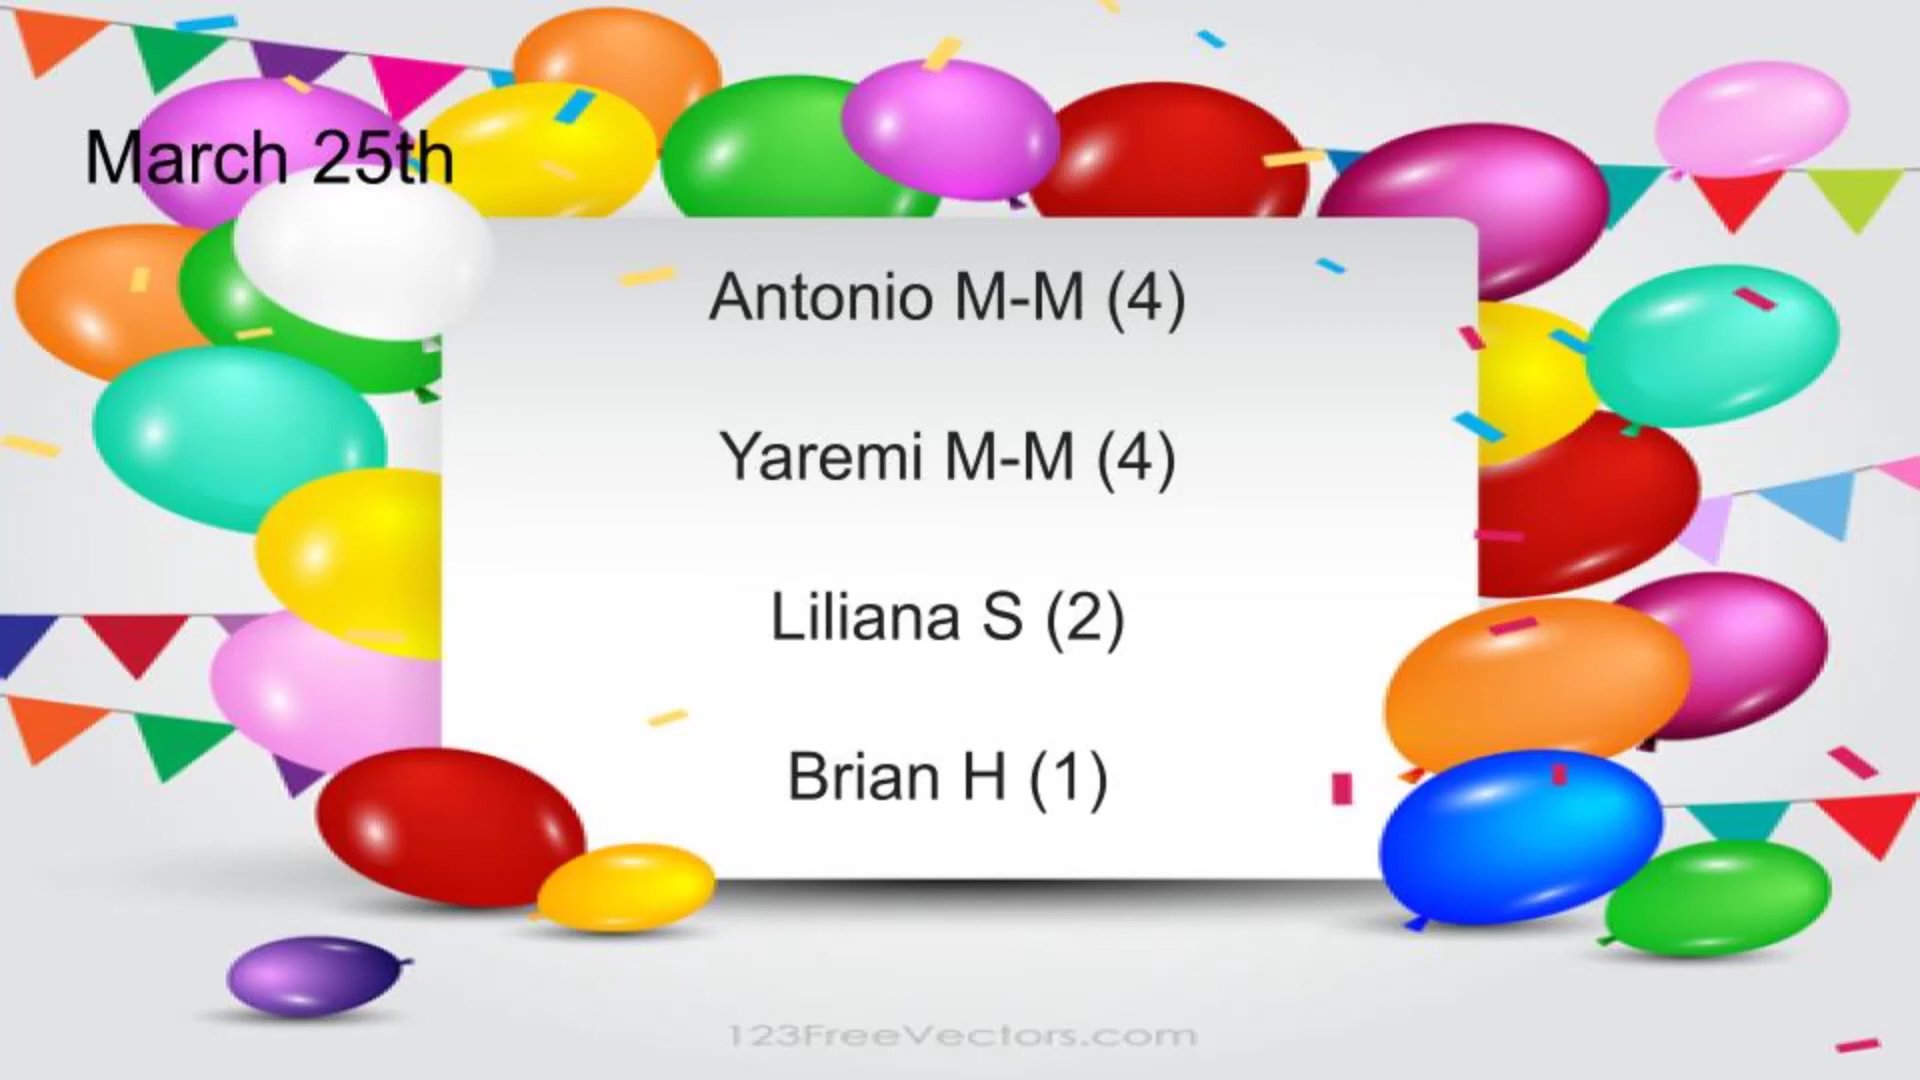 March 25th
Antonio M-M (4)
Yaremi M-M (4)
Liliana S (2)
Brian H (1)
123FreeVectors.com